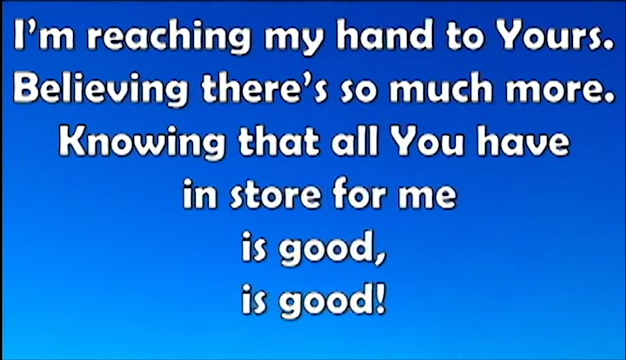 I'm reaching my hand to Yours.
Believing there's so much more.
Knowing that all You have
in store for me
is good,
is good!